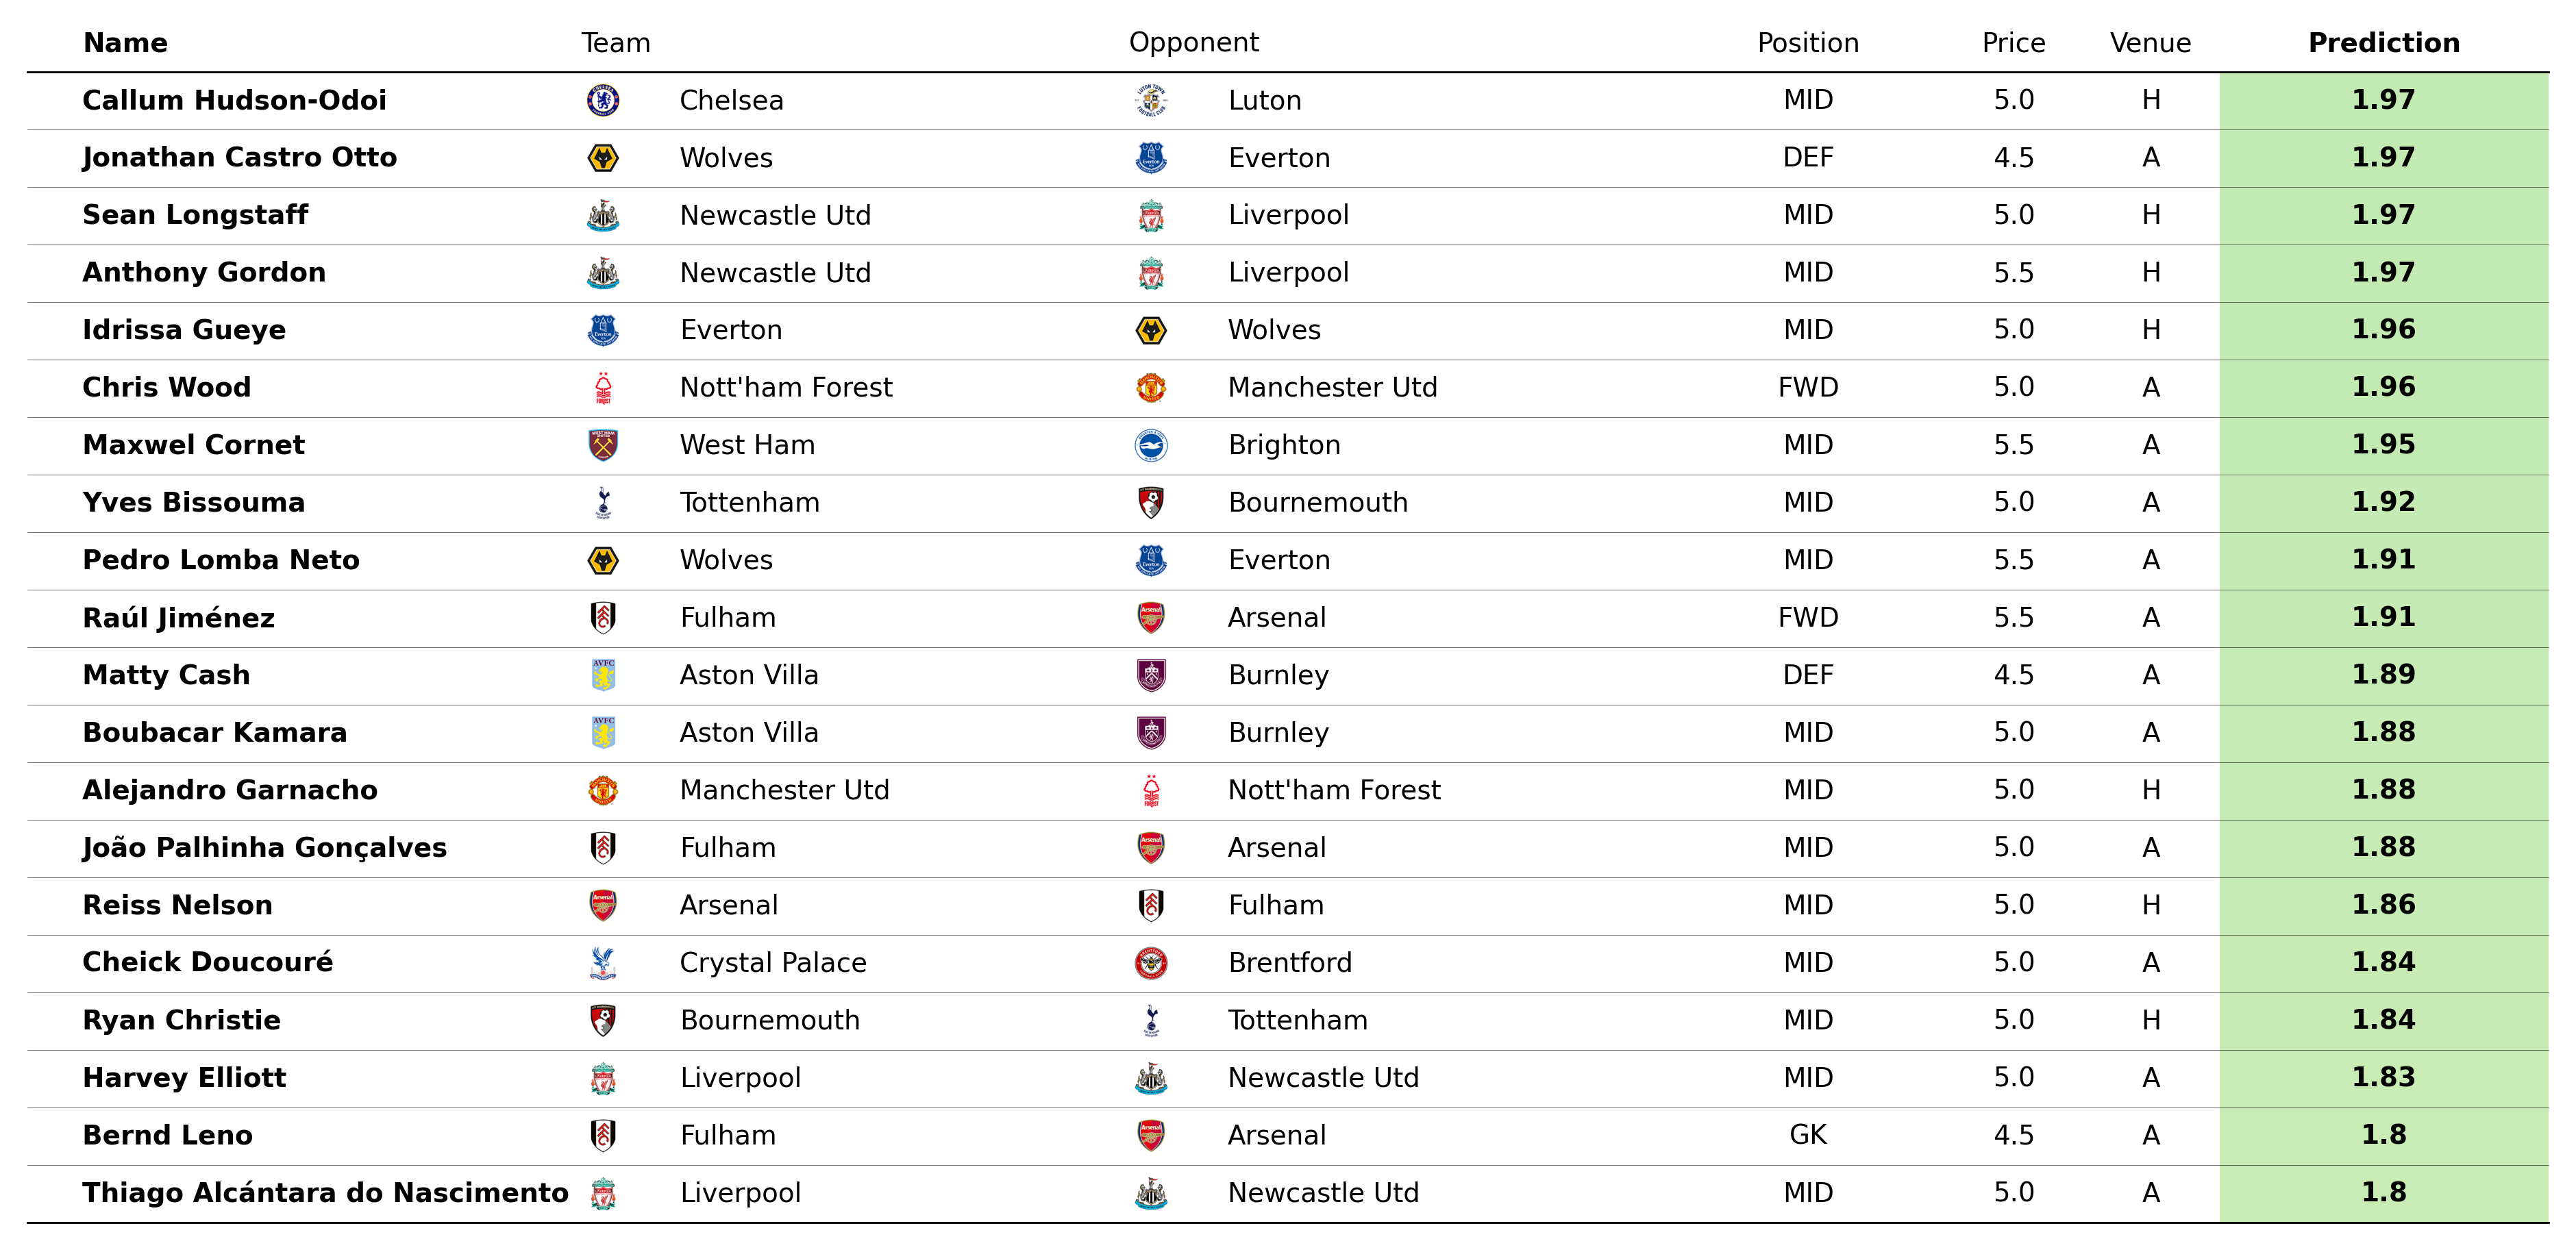 Name Team Opponent Position Price Venue Prediction
Callum Hudson-Odoi Chelsea Luton MID 5.0 H 1.97
Jonathan Castro Otto Wolves Everton DEF 4.5 A 1.97
Sean Longstaff Newcastle Utd Liverpool MID 5.0 H 1.97
Anthony Gordon Newcastle Utd Liverpool MID 5.5 H 1.97
Idrissa Gueye Everton Wolves MID 5.0 H 1.96
Chris Wood Nott'ham Forest Manchester Utd FWD 5.0 A 1.96
Maxwel Cornet West Ham Brighton MID 5.5 A 1.95
Yves Bissouma Tottenham Bournemouth MID 5.0 A 1.92
Pedro Lomba Neto Wolves Everton MID 5.5 A 1.91
Raúl Jiménez Fulham Arsenal FWD 5.5 A 1.91
Matty Cash Aston Villa Burnley DEF 4.5 A 1.89
Boubacar Kamara Aston Villa Burnley MID 5.0 A 1.88
Alejandro Garnacho Manchester Utd Nott'ham Forest MID 5.0 H 1.88
João Palhinha Gonçalves Fulham Arsenal MID 5.0 A 1.88
Reiss Nelson Arsenal Fulham MID 5.0 H 1.86
Cheick Doucouré Crystal Palace Brentford MID 5.0 A 1.84
Ryan Christie Bournemouth Tottenham MID 5.0 H 1.84
Harvey Elliott Liverpool Newcastle Utd MID 5.0 A 1.83
Bernd Leno Fulham Arsenal GK 4.5 A 1.8
Thiago Alcántara do Nascimento Liverpool Newcastle Utd MID 5.0 A 1.8